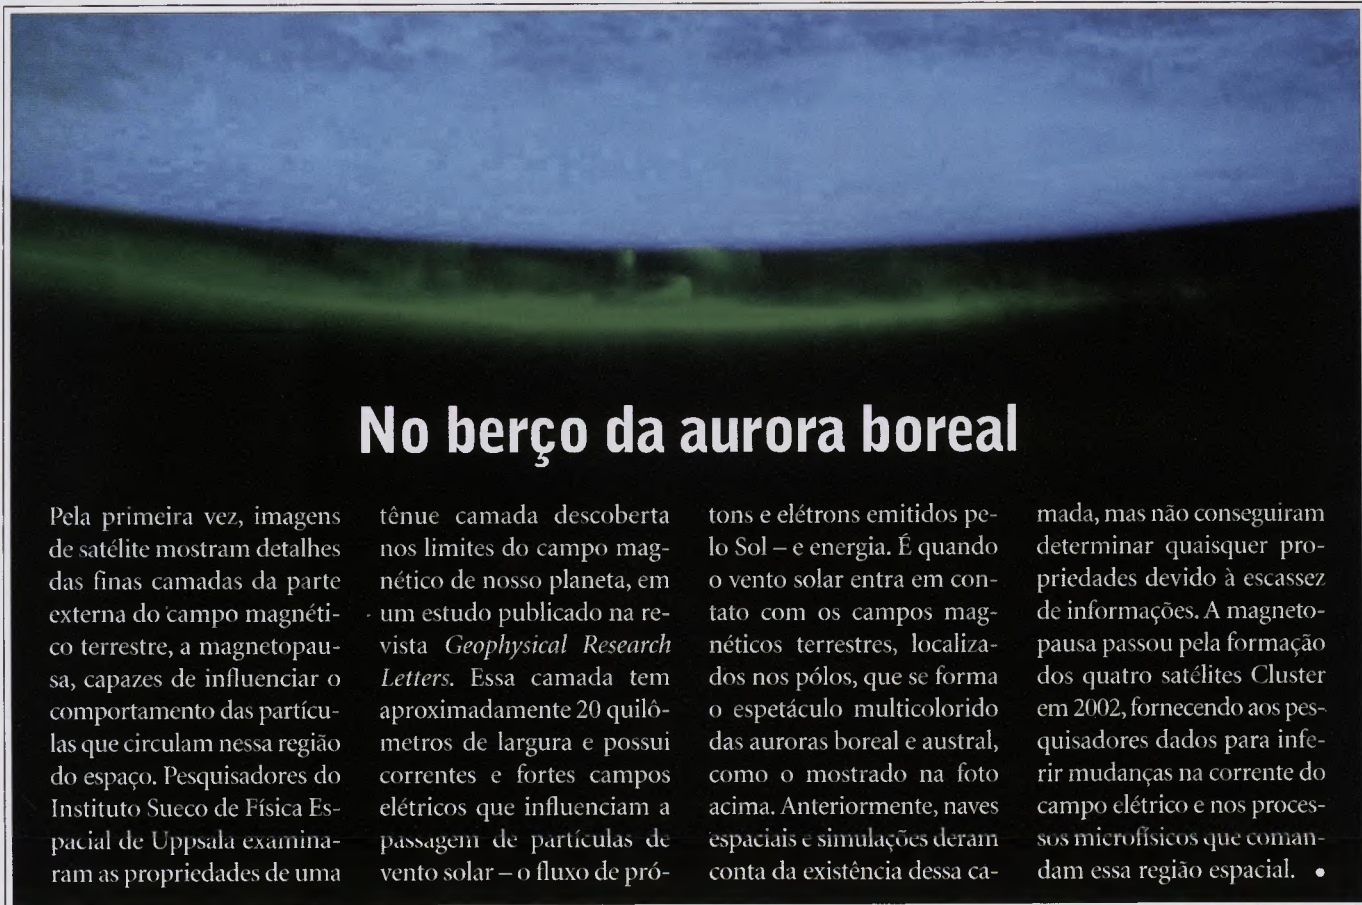 No berço da aurora boreal
Pela primeira vez, imagens
de satélite mostram detalhes
das finas camadas da parte
externa do campo magnéti-
co terrestre, a magnetopau-
sa, capazes de influenciar o
comportamento das partícu-
las que circulam nessa região
do espaço. Pesquisadores do
Instituto Sueco de Física Es-
pacial de Uppsala examina-
ram as propriedades de uma
tênue camada descoberta
nos limites do campo mag-
nético de nosso planeta, em
um estudo publicado na re-
vista Geophysical Research
Letters. Essa camada tem
aproximadamente 20 quilô-
metros de largura e possui
correntes e fortes campos
elétricos que influenciam a
passagem de partículas de
vento solar – o fluxo de pró-
tons e elétrons emitidos pe-
lo Sol – e energia. É quando
o vento solar entra em con-
tato com os campos mag-
néticos terrestres, localiza-
dos nos pólos, que se forma
o espetáculo multicolorido
das auroras boreal e austral,
como o mostrado na foto
acima. Anteriormente, naves
espaciais e simulações deram
conta da existência dessa ca-
mada, mas não conseguiram
determinar quaisquer pro-
priedades devido à escassez
de informações. A magneto-
pausa passou pela formação
dos quatro satélites Cluster
em 2002, fornecendo aos pes-
quisadores dados para infe-
rir mudanças na corrente do
campo elétrico e nos proces-
sos microfísicos que coman-
dam essa região espacial. •